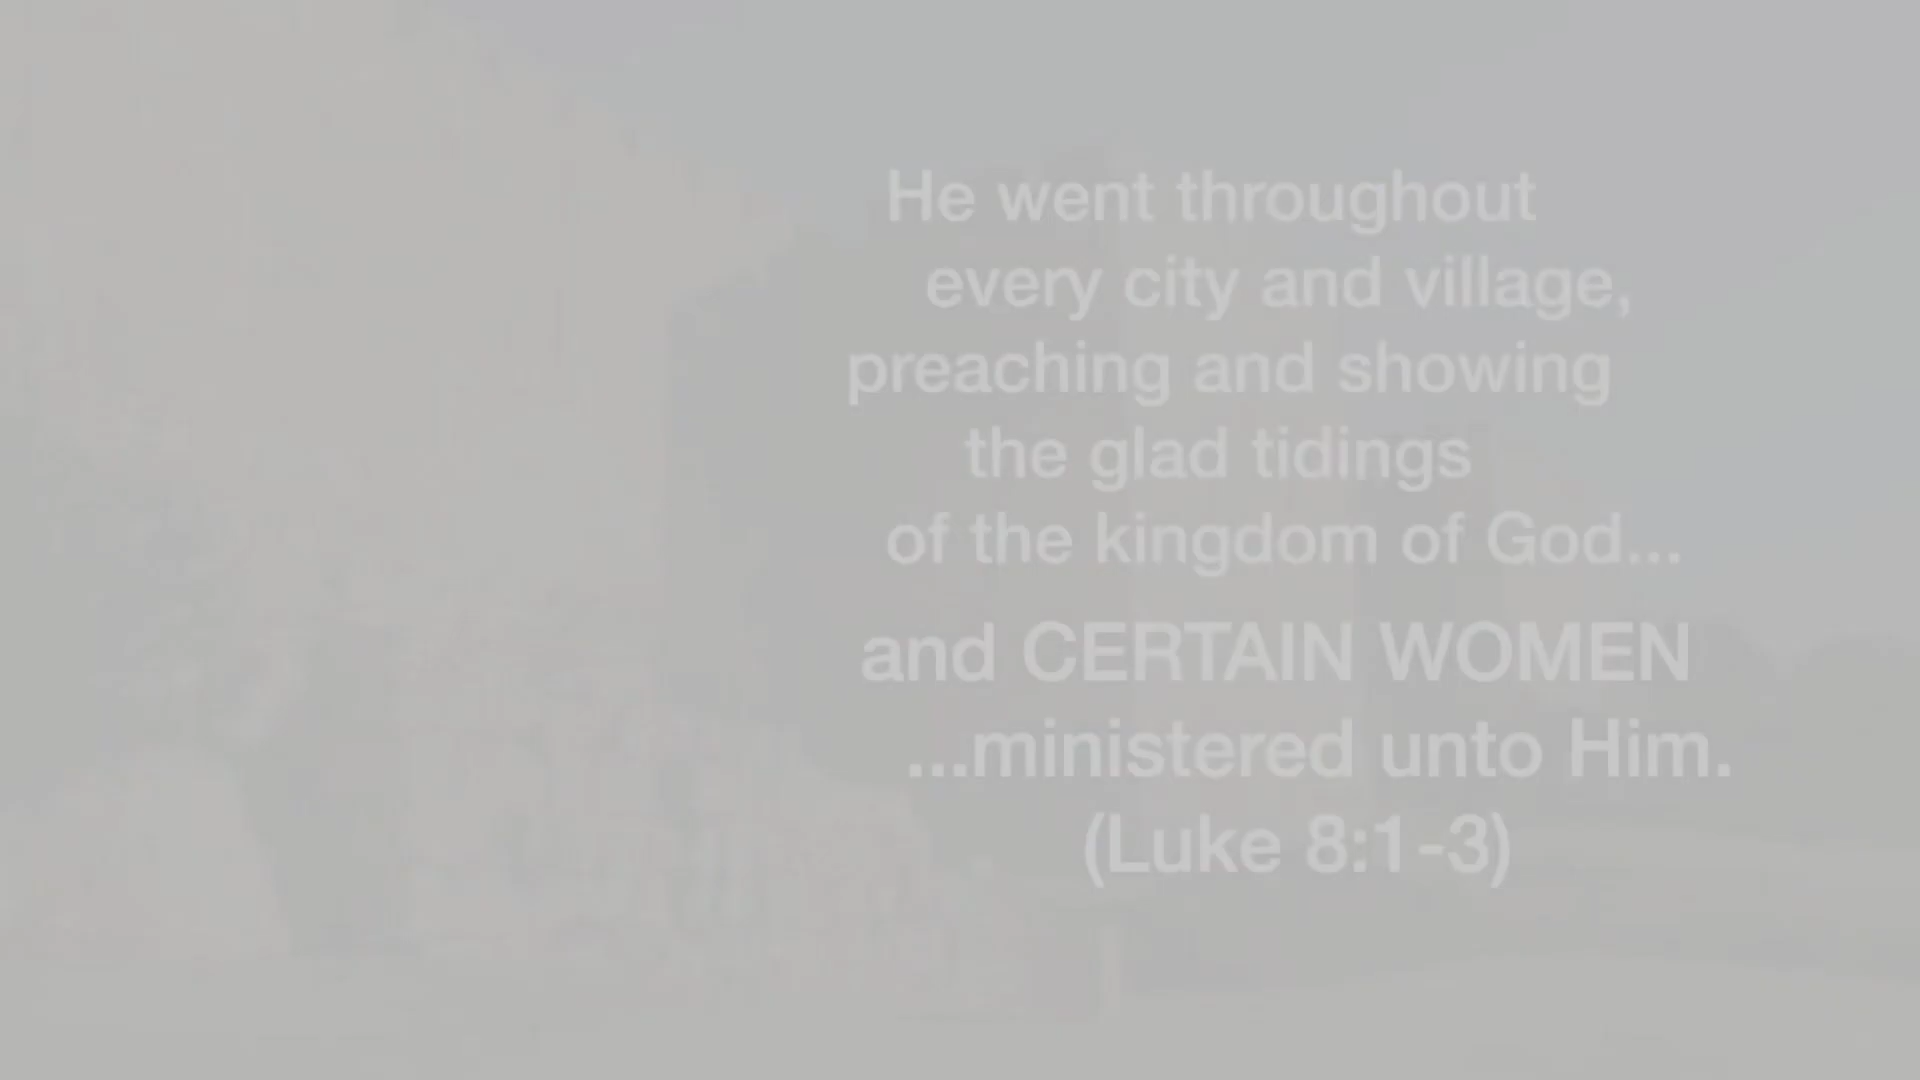 He went throughout
every city and village,
preaching and showing
the glad tidings
of the kingdom of God...
and CERTAIN WOMEN
...ministered unto Him.
(Luke 8:1-3)